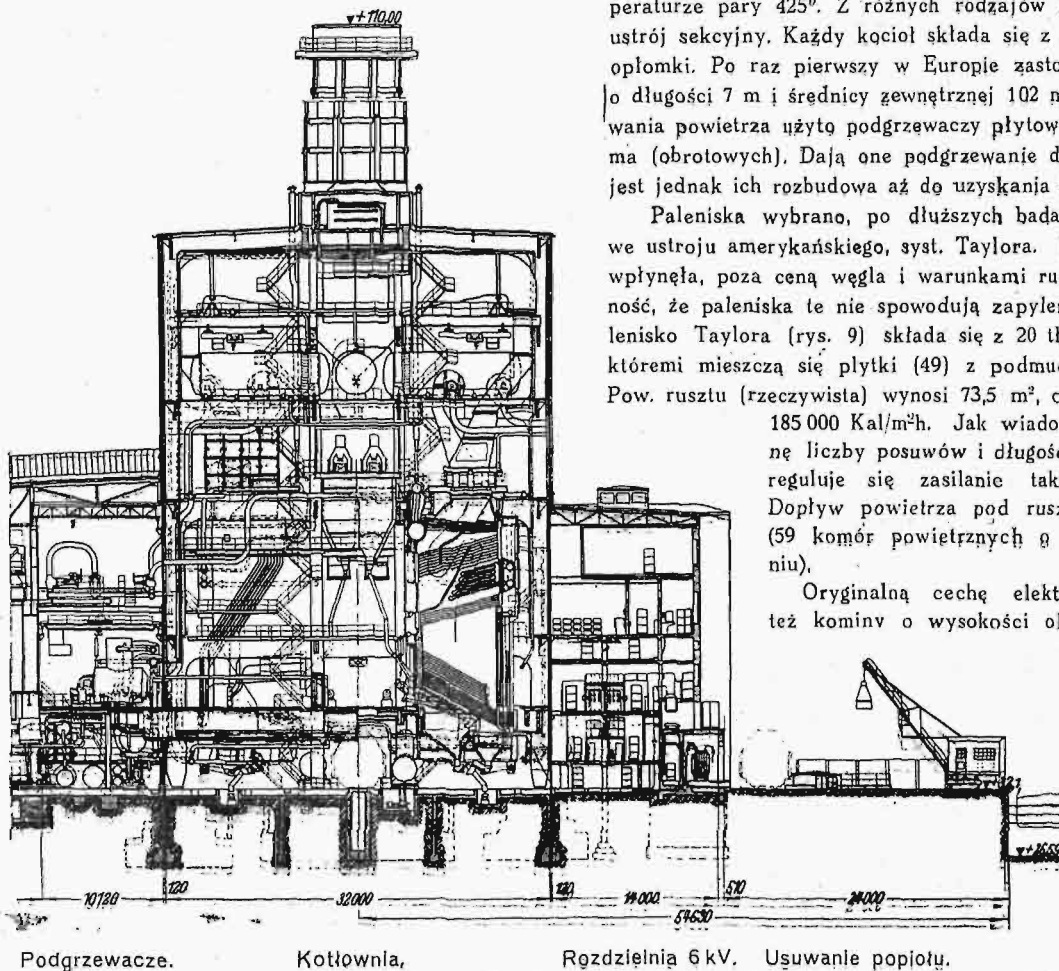 peraturze pary 425°. Z różnych rodzajów
ustrój sekcyjny. Każdy kocioł składa się z
opłomki. Po raz pierwszy w Europie zasto
o długości 7 m i średnicy zewnętrznej 102 m
wania powietrza użyto podgrzewaczy płytow
ma (obrotowych). Dają one podgrzewanie d
jest jednak ich rozbudowa aż do uzyskania
Paleniska wybrano, po dłuższych bada
we ustroju amerykańskiego, syst. Taylora.
wpłynęła, poza ceną węgla i warunkami ru
ność, że paleniska te nie spowodują zapyle
lenisko Taylora (rys. 9) składa się z 20 tł
któremi mieszczą się płytki (49) z podmuc
Pow. rusztu (rzeczywista) wynosi 73,5 m², c
185 000 Kal/m²h. Jak wiado
nę liczby posuwów i długośc
reguluje się zasilanie tak
Dopływ powietrza pod rusz
(59 komór powietrznych o
niu).
Oryginalną cechę elekt
też kominy o wysokości o
+110,00
10120
120
32000
14000
510
24000
57630
Podgrzewacze.
Kotłownia,
Rozdzielnia 6 kV.
Usuwanie popiołu.